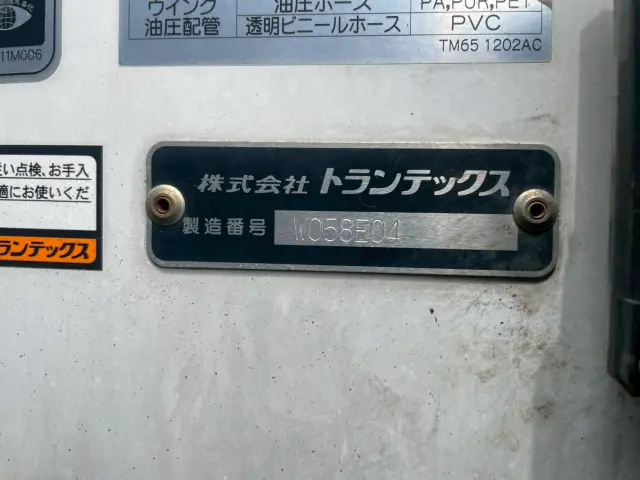 11M006
ウイング 油圧ホース PA,PUR,PET
油圧配管 透明ビニールホース PVC
TM65 1202AC
い点検、お手入
適にお使いくだ
ランテックス
株式会社 トランテックス
製造番号 W058E04